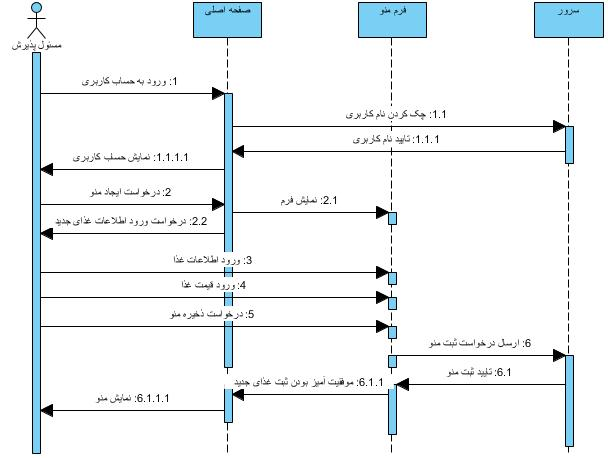 صفحه اصلی
فرم منو
سرور
مسئول پذیرش
1: ورود به حساب کاربری
1.1: چک کردن نام کاربری
1.1.1: تایید نام کاربری
1.1.1.1: نمایش حساب کاربری
2: درخواست ایجاد منو
2.1: نمایش فرم
2.2: درخواست ورود اطلاعات غذای جدید
3: ورود اطلاعات غذا
4: ورود قیمت غذا
5: درخواست ذخیره منو
6: ارسال درخواست ثبت منو
6.1: تایید ثبت منو
6.1.1: موفقیت آمیز بودن ثبت غذای جدید
6.1.1.1: نمایش منو